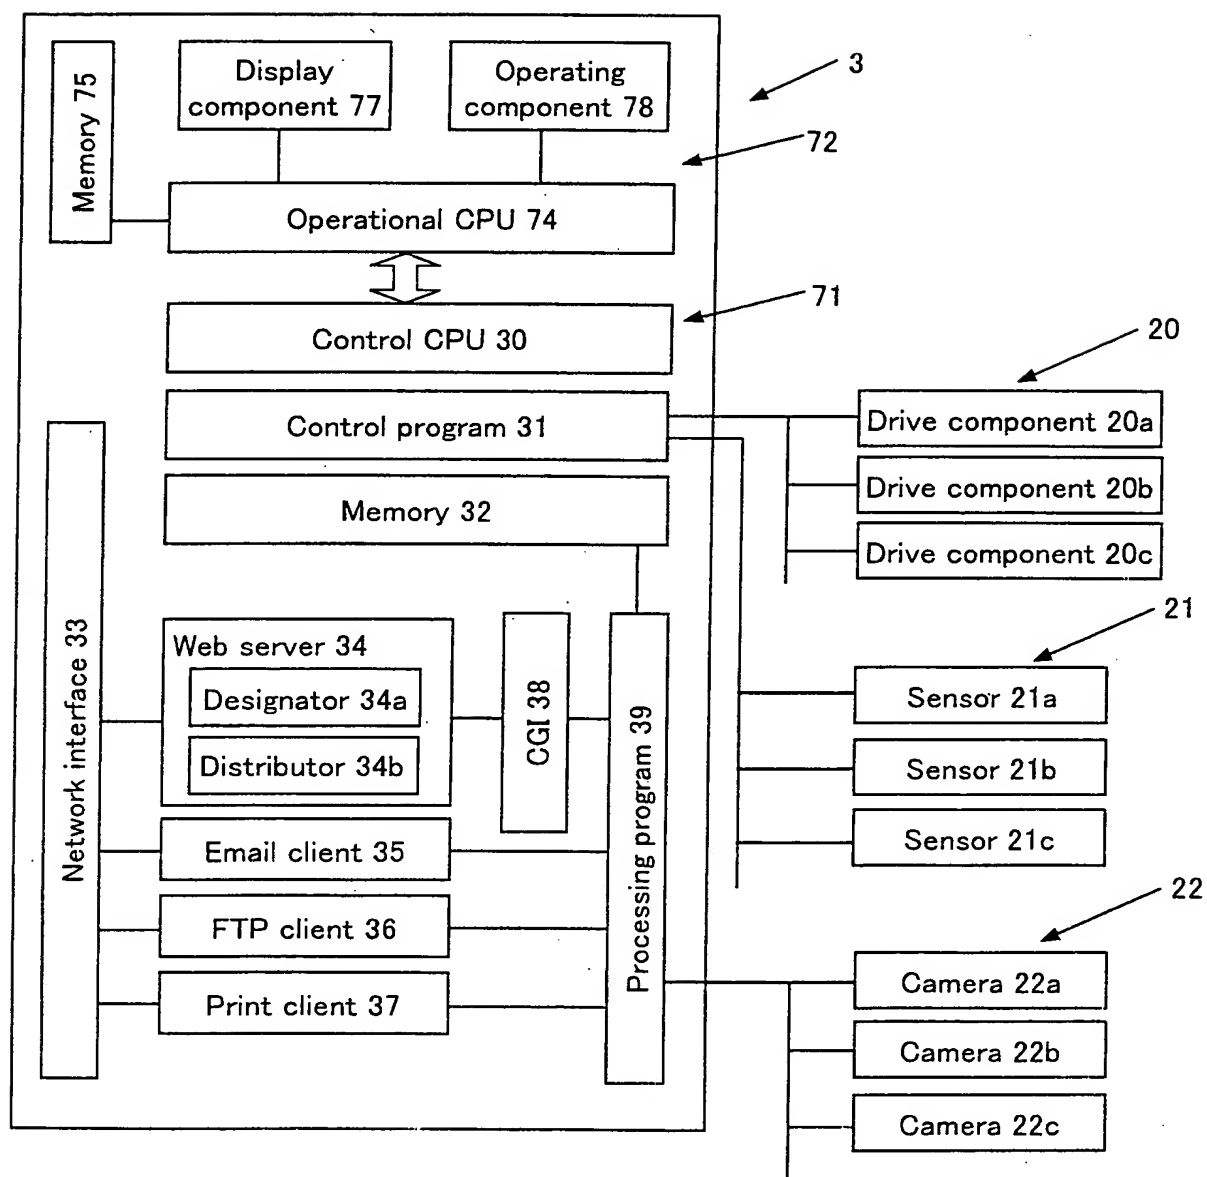 Memory 75
Display
component 77
Operating
component 78
3
72
Operational CPU 74
71
Control CPU 30
20
Control program 31
Drive component 20a
Memory 32
Drive component 20b
Drive component 20c
21
Network interface 33
Web server 34
Designator 34a
Distributor 34b
CGI 38
Processing program 39
Sensor 21a
Sensor 21b
Sensor 21c
Email client 35
22
FTP client 36
Print client 37
Camera 22a
Camera 22b
Camera 22c